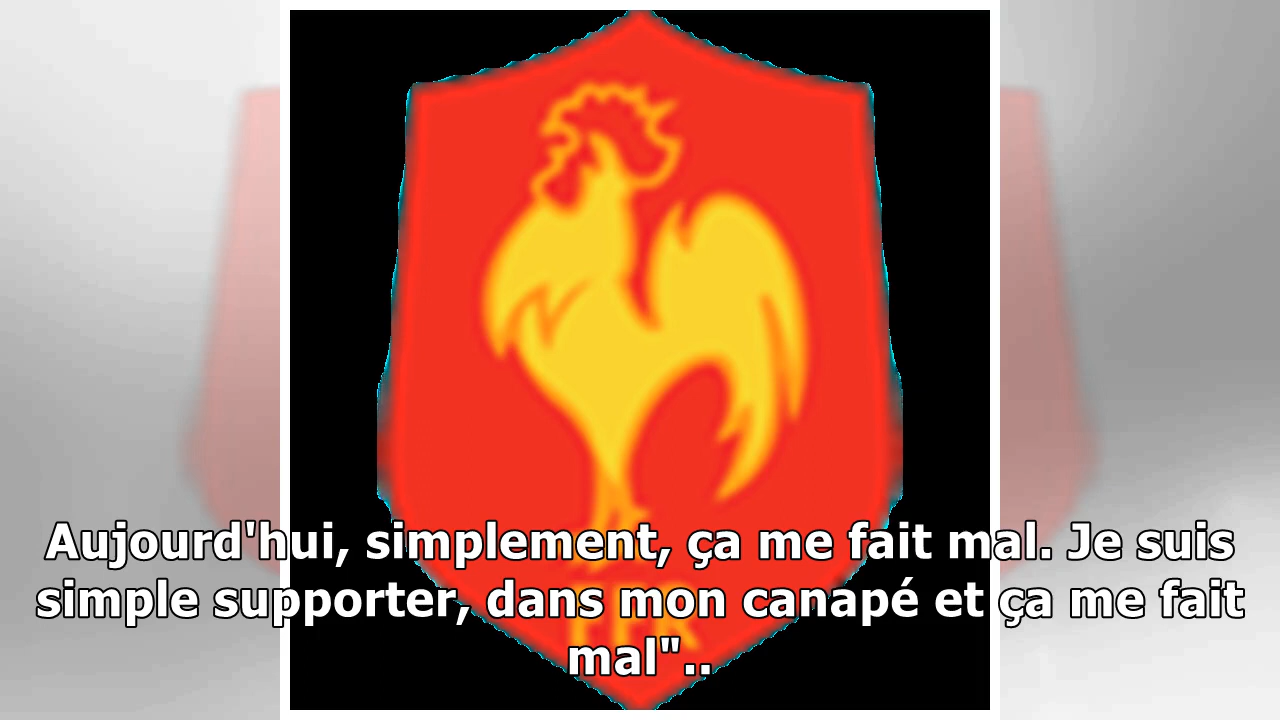 Aujourd'hui, simplement, ça me fait mal. Je suis
simple supporter, dans mon canapé et ça me fait
mal"..
FFR